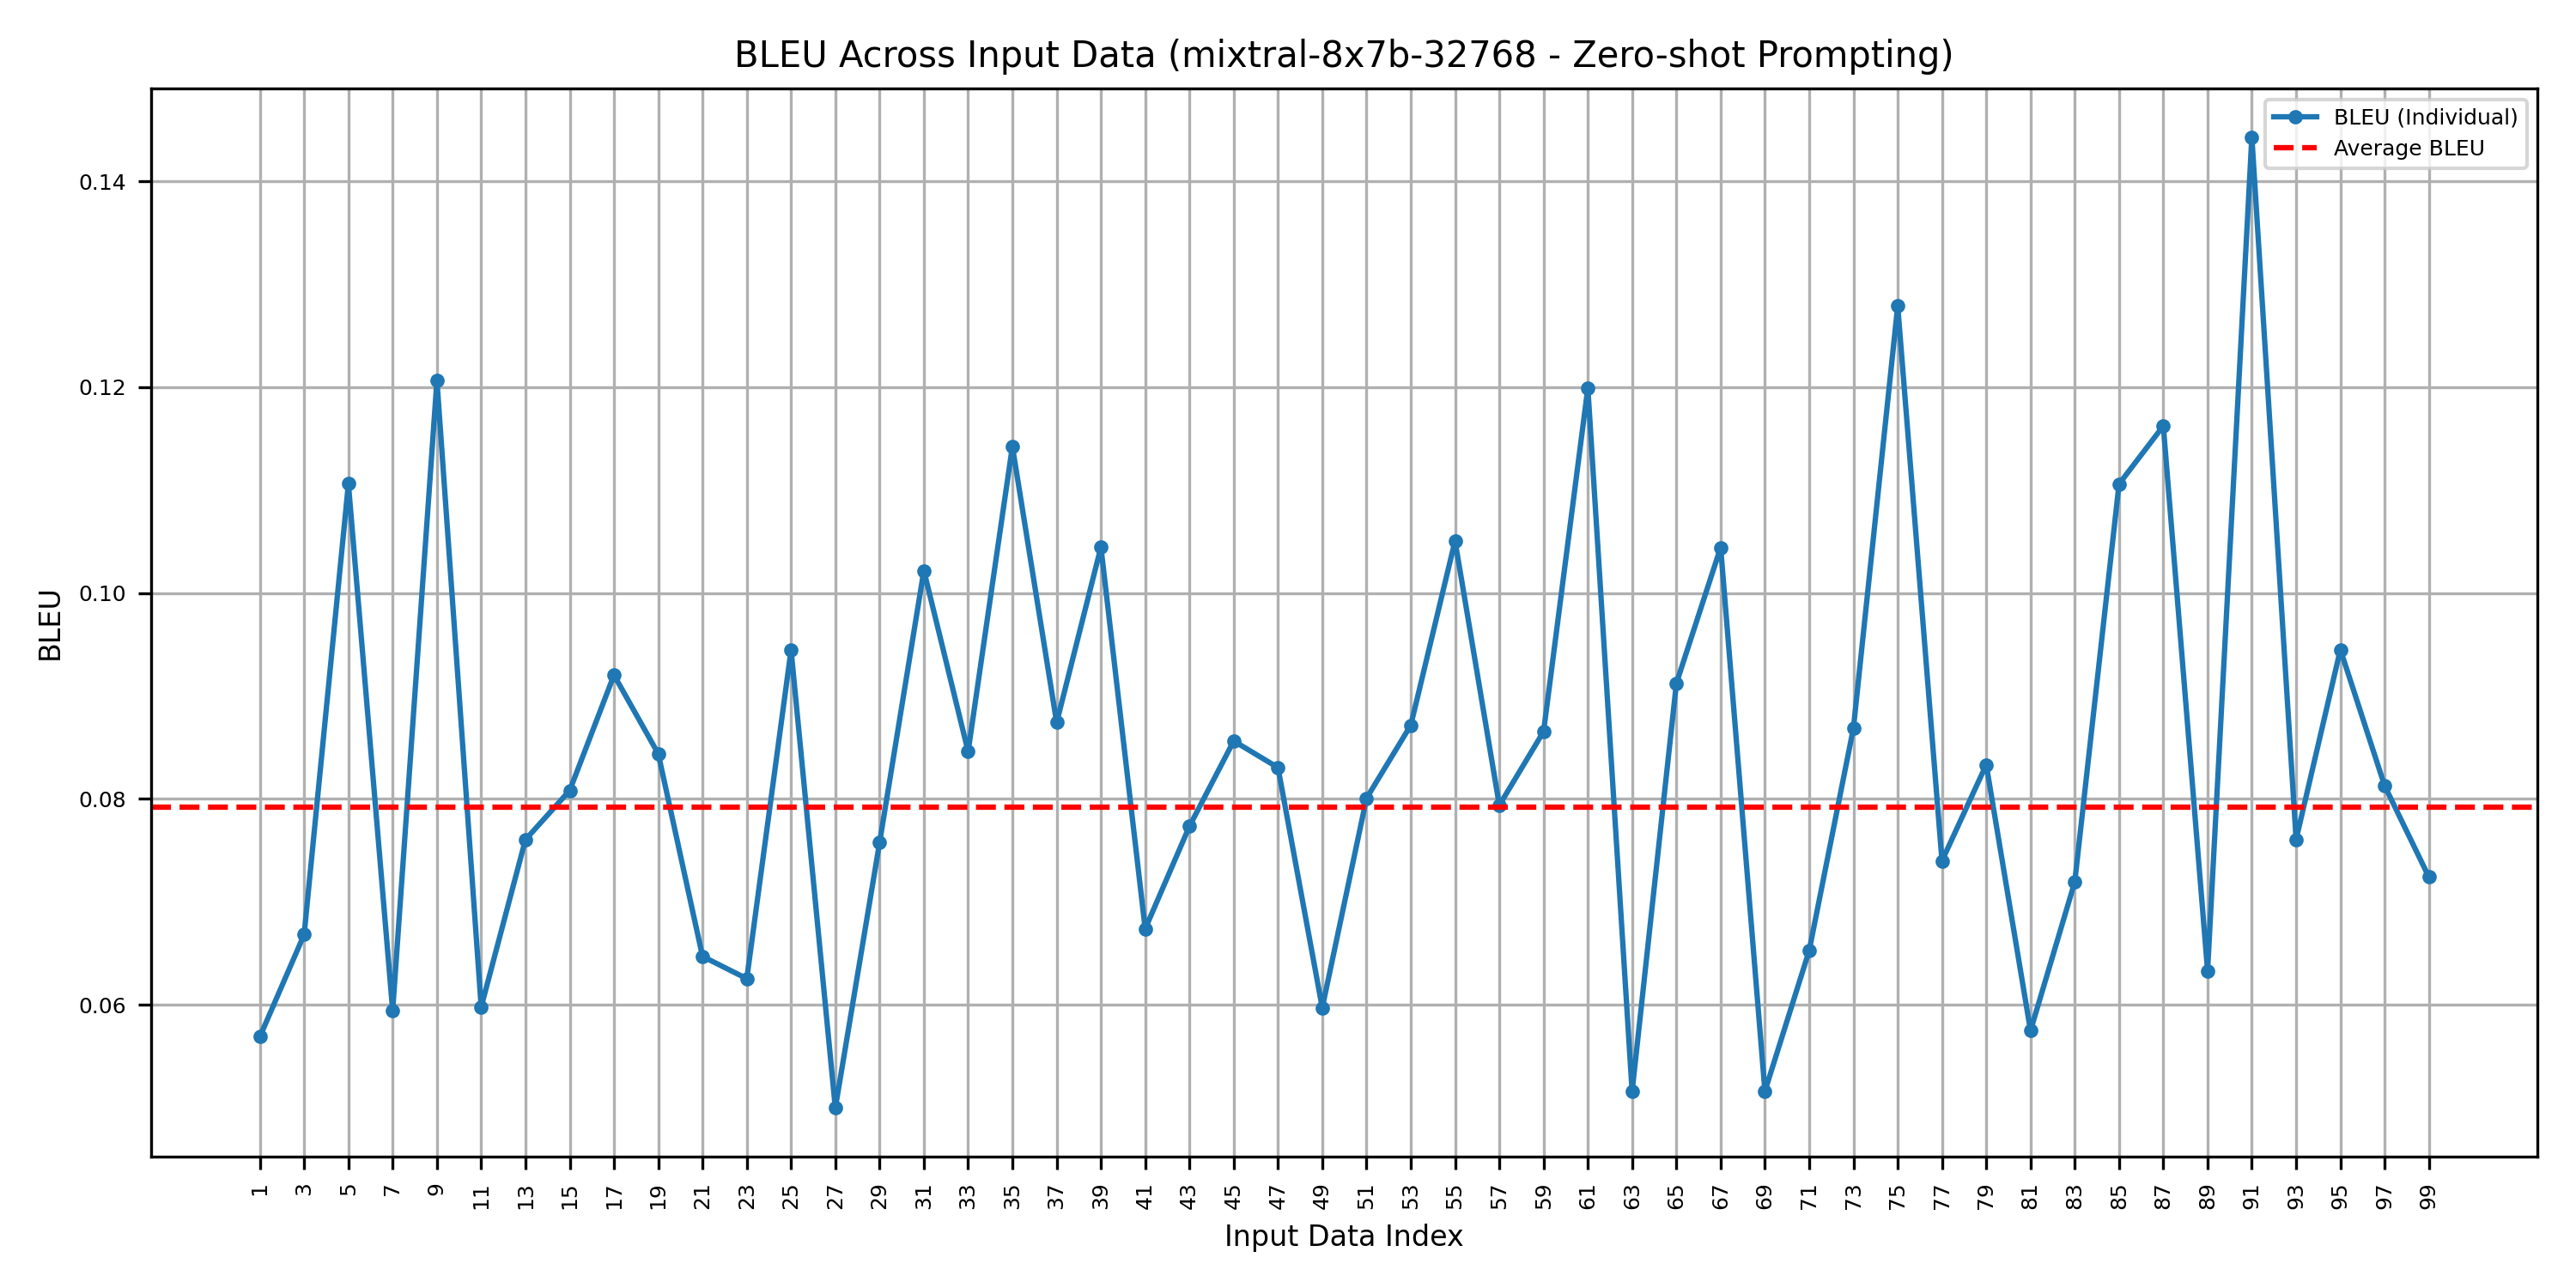 BLEU Across Input Data (mixtral-8x7b-32768 - Zero-shot Prompting)
BLEU (Individual)
Average BLEU
0.14
0.12
0.10
0.08
0.06
BLEU
1 3 5 7 9 11 13 15 17 19 21 23 25 27 29 31 33 35 37 39 41 43 45 47 49 51 53 55 57 59 61 63 65 67 69 71 73 75 77 79 81 83 85 87 89 91 93 95 97 99
Input Data Index